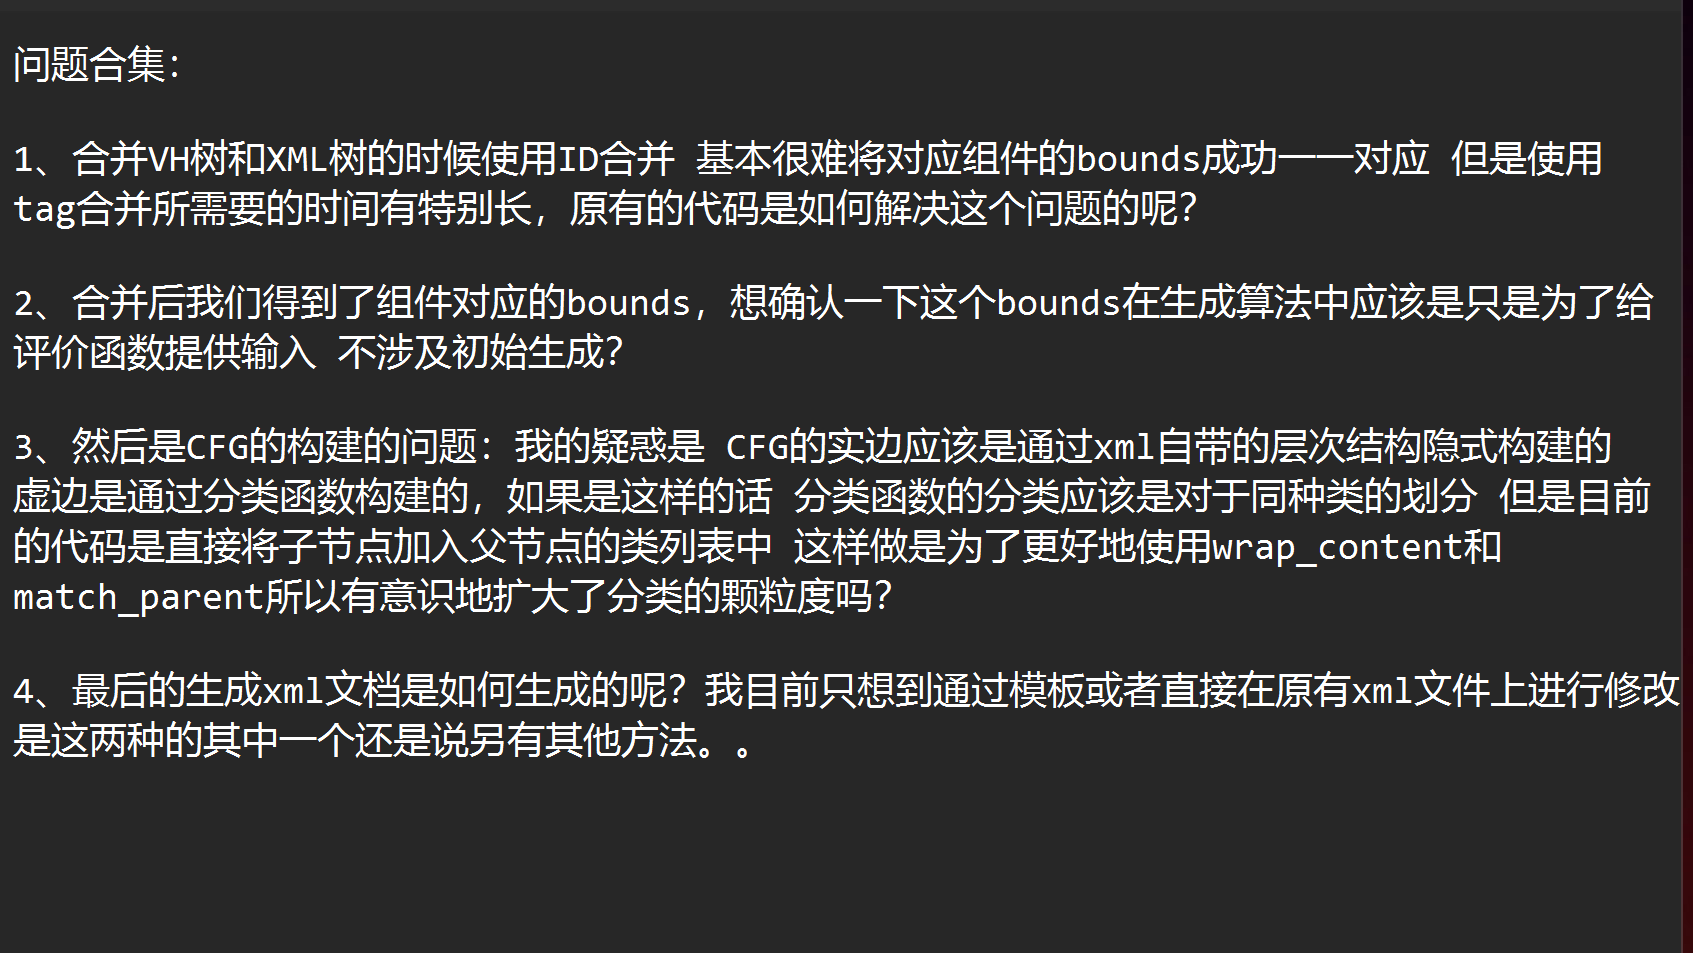 问题合集：
1、合并VH树和XML树的时候使用ID合并 基本很难将对应组件的bounds成功一一对应 但是使用
tag合并所需要的时间有特别长，原有的代码是如何解决这个问题的呢？
2、合并后我们得到了组件对应的bounds，想确认一下这个bounds在生成算法中应该是只是为了给
评价函数提供输入 不涉及初始生成？
3、然后是CFG的构建的问题：我的疑惑是 CFG的实边应该是通过xml自带的层次结构隐式构建的
虚边是通过分类函数构建的，如果是这样的话 分类函数的分类应该是对于同种类的划分 但是目前
的代码是直接将子节点加入父节点的类列表中 这样做是为了更好地使用wrap_content和
match_parent所以有意识地扩大了分类的颗粒度吗？
4、最后的生成xml文档是如何生成的呢？我目前只想到通过模板或者直接在原有xml文件上进行修改
是这两种的其中一个还是说另有其他方法。。